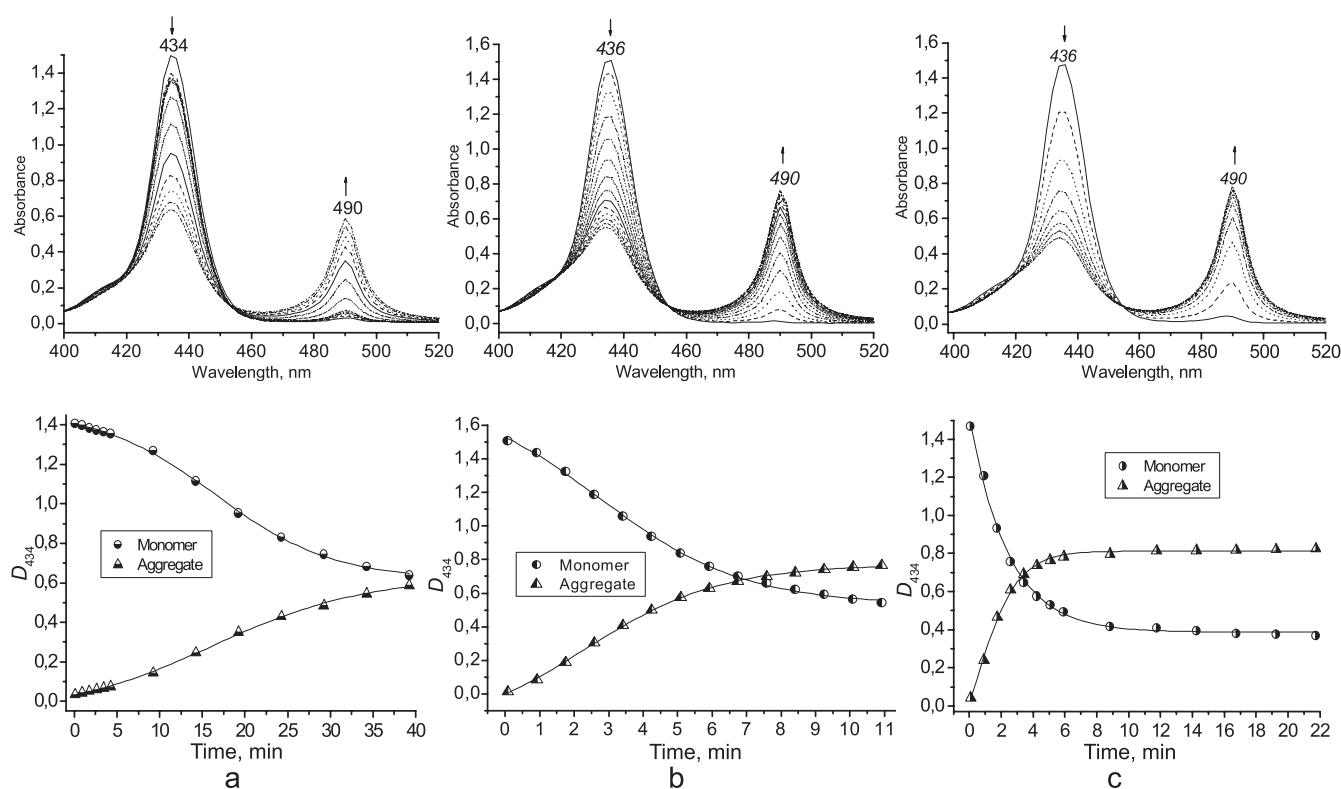 434
490
1,4
1,2
1,0
0,8
0,6
0,4
0,2
0,0
Absorbance
400 420 440 460 480 500 520
Wavelength, nm
436
490
1,6
1,4
1,2
1,0
0,8
0,6
0,4
0,2
0,0
Absorbance
400 420 440 460 480 500 520
Wavelength, nm
436
490
1,6
1,4
1,2
1,0
0,8
0,6
0,4
0,2
0,0
Absorbance
400 420 440 460 480 500 520
Wavelength, nm
1,4
1,2
1,0
0,8
0,6
0,4
0,2
0,0
D434
Monomer
Aggregate
0 5 10 15 20 25 30 35 40
Time, min
a
1,6
1,4
1,2
1,0
0,8
0,6
0,4
0,2
0,0
D434
Monomer
Aggregate
0 1 2 3 4 5 6 7 8 9 10 11
Time, min
b
1,4
1,2
1,0
0,8
0,6
0,4
0,2
0,0
D434
Monomer
Aggregate
0 2 4 6 8 10 12 14 16 18 20 22
Time, min
c